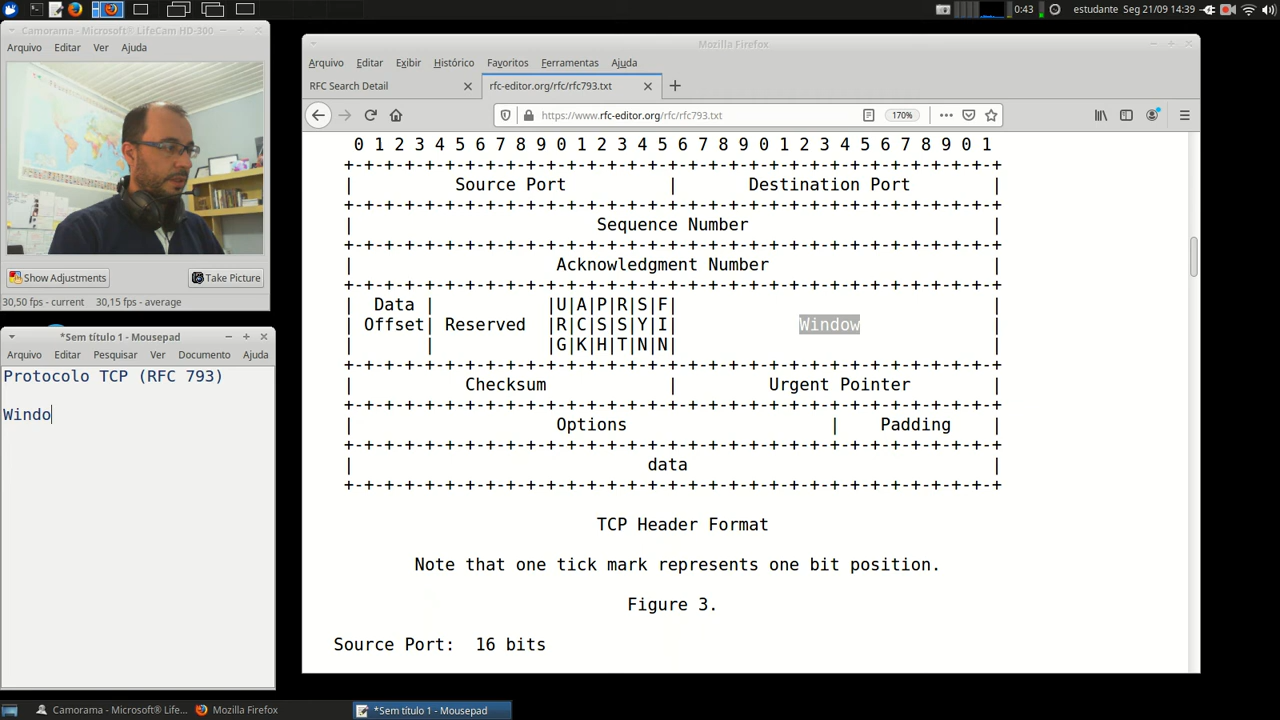 0:43 estudante Seg 21/09 14:39
Camorama - Microsoft® LifeCam HD-300
Arquivo Editar Ver Ajuda
Show Adjustments Take Picture
30,50 fps - current 30,15 fps - average
*Sem título 1 - Mousepad
Arquivo Editar Pesquisar Ver Documento Ajuda
Protocolo TCP (RFC 793)
Windo
Mozilla Firefox
Arquivo Editar Exibir Histórico Favoritos Ferramentas Ajuda
RFC Search Detail rfc-editor.org/rfc/rfc793.txt
https://www.rfc-editor.org/rfc/rfc793.txt 170%
0 1 2 3 4 5 6 7 8 9 0 1 2 3 4 5 6 7 8 9 0 1 2 3 4 5 6 7 8 9 0 1
+-+-+-+-+-+-+-+-+-+-+-+-+-+-+-+-+-+-+-+-+-+-+-+-+-+-+-+-+-+-+-+-+
| Source Port | Destination Port |
+-+-+-+-+-+-+-+-+-+-+-+-+-+-+-+-+-+-+-+-+-+-+-+-+-+-+-+-+-+-+-+-+
| Sequence Number |
+-+-+-+-+-+-+-+-+-+-+-+-+-+-+-+-+-+-+-+-+-+-+-+-+-+-+-+-+-+-+-+-+
| Acknowledgment Number |
+-+-+-+-+-+-+-+-+-+-+-+-+-+-+-+-+-+-+-+-+-+-+-+-+-+-+-+-+-+-+-+-+
| Data | |U|A|P|R|S|F| |
| Offset| Reserved |R|C|S|S|Y|I| Window |
| | |G|K|H|T|N|N| |
+-+-+-+-+-+-+-+-+-+-+-+-+-+-+-+-+-+-+-+-+-+-+-+-+-+-+-+-+-+-+-+-+
| Checksum | Urgent Pointer |
+-+-+-+-+-+-+-+-+-+-+-+-+-+-+-+-+-+-+-+-+-+-+-+-+-+-+-+-+-+-+-+-+
| Options | Padding |
+-+-+-+-+-+-+-+-+-+-+-+-+-+-+-+-+-+-+-+-+-+-+-+-+-+-+-+-+-+-+-+-+
| data |
+-+-+-+-+-+-+-+-+-+-+-+-+-+-+-+-+-+-+-+-+-+-+-+-+-+-+-+-+-+-+-+-+
TCP Header Format
Note that one tick mark represents one bit position.
Figure 3.
Source Port: 16 bits
Camorama - Microsoft® Life... Mozilla Firefox *Sem título 1 - Mousepad